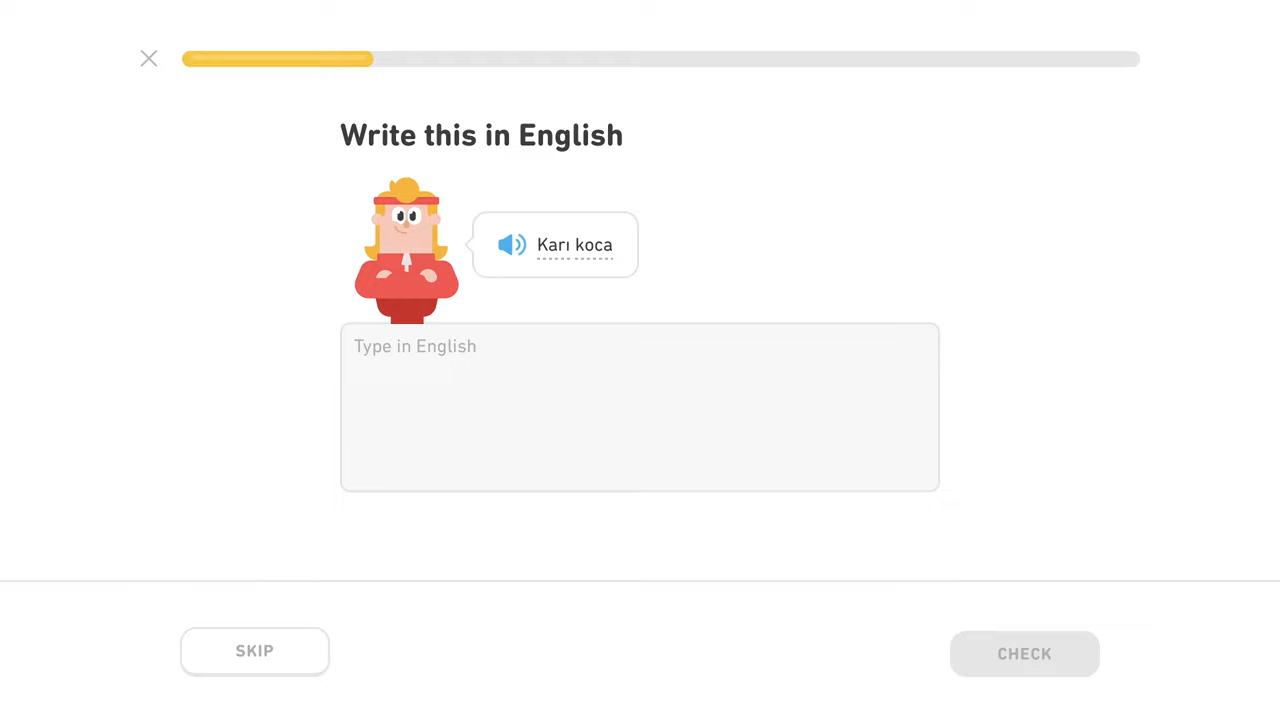 Write this in English
Karı koca
Type in English
SKIP
CHECK